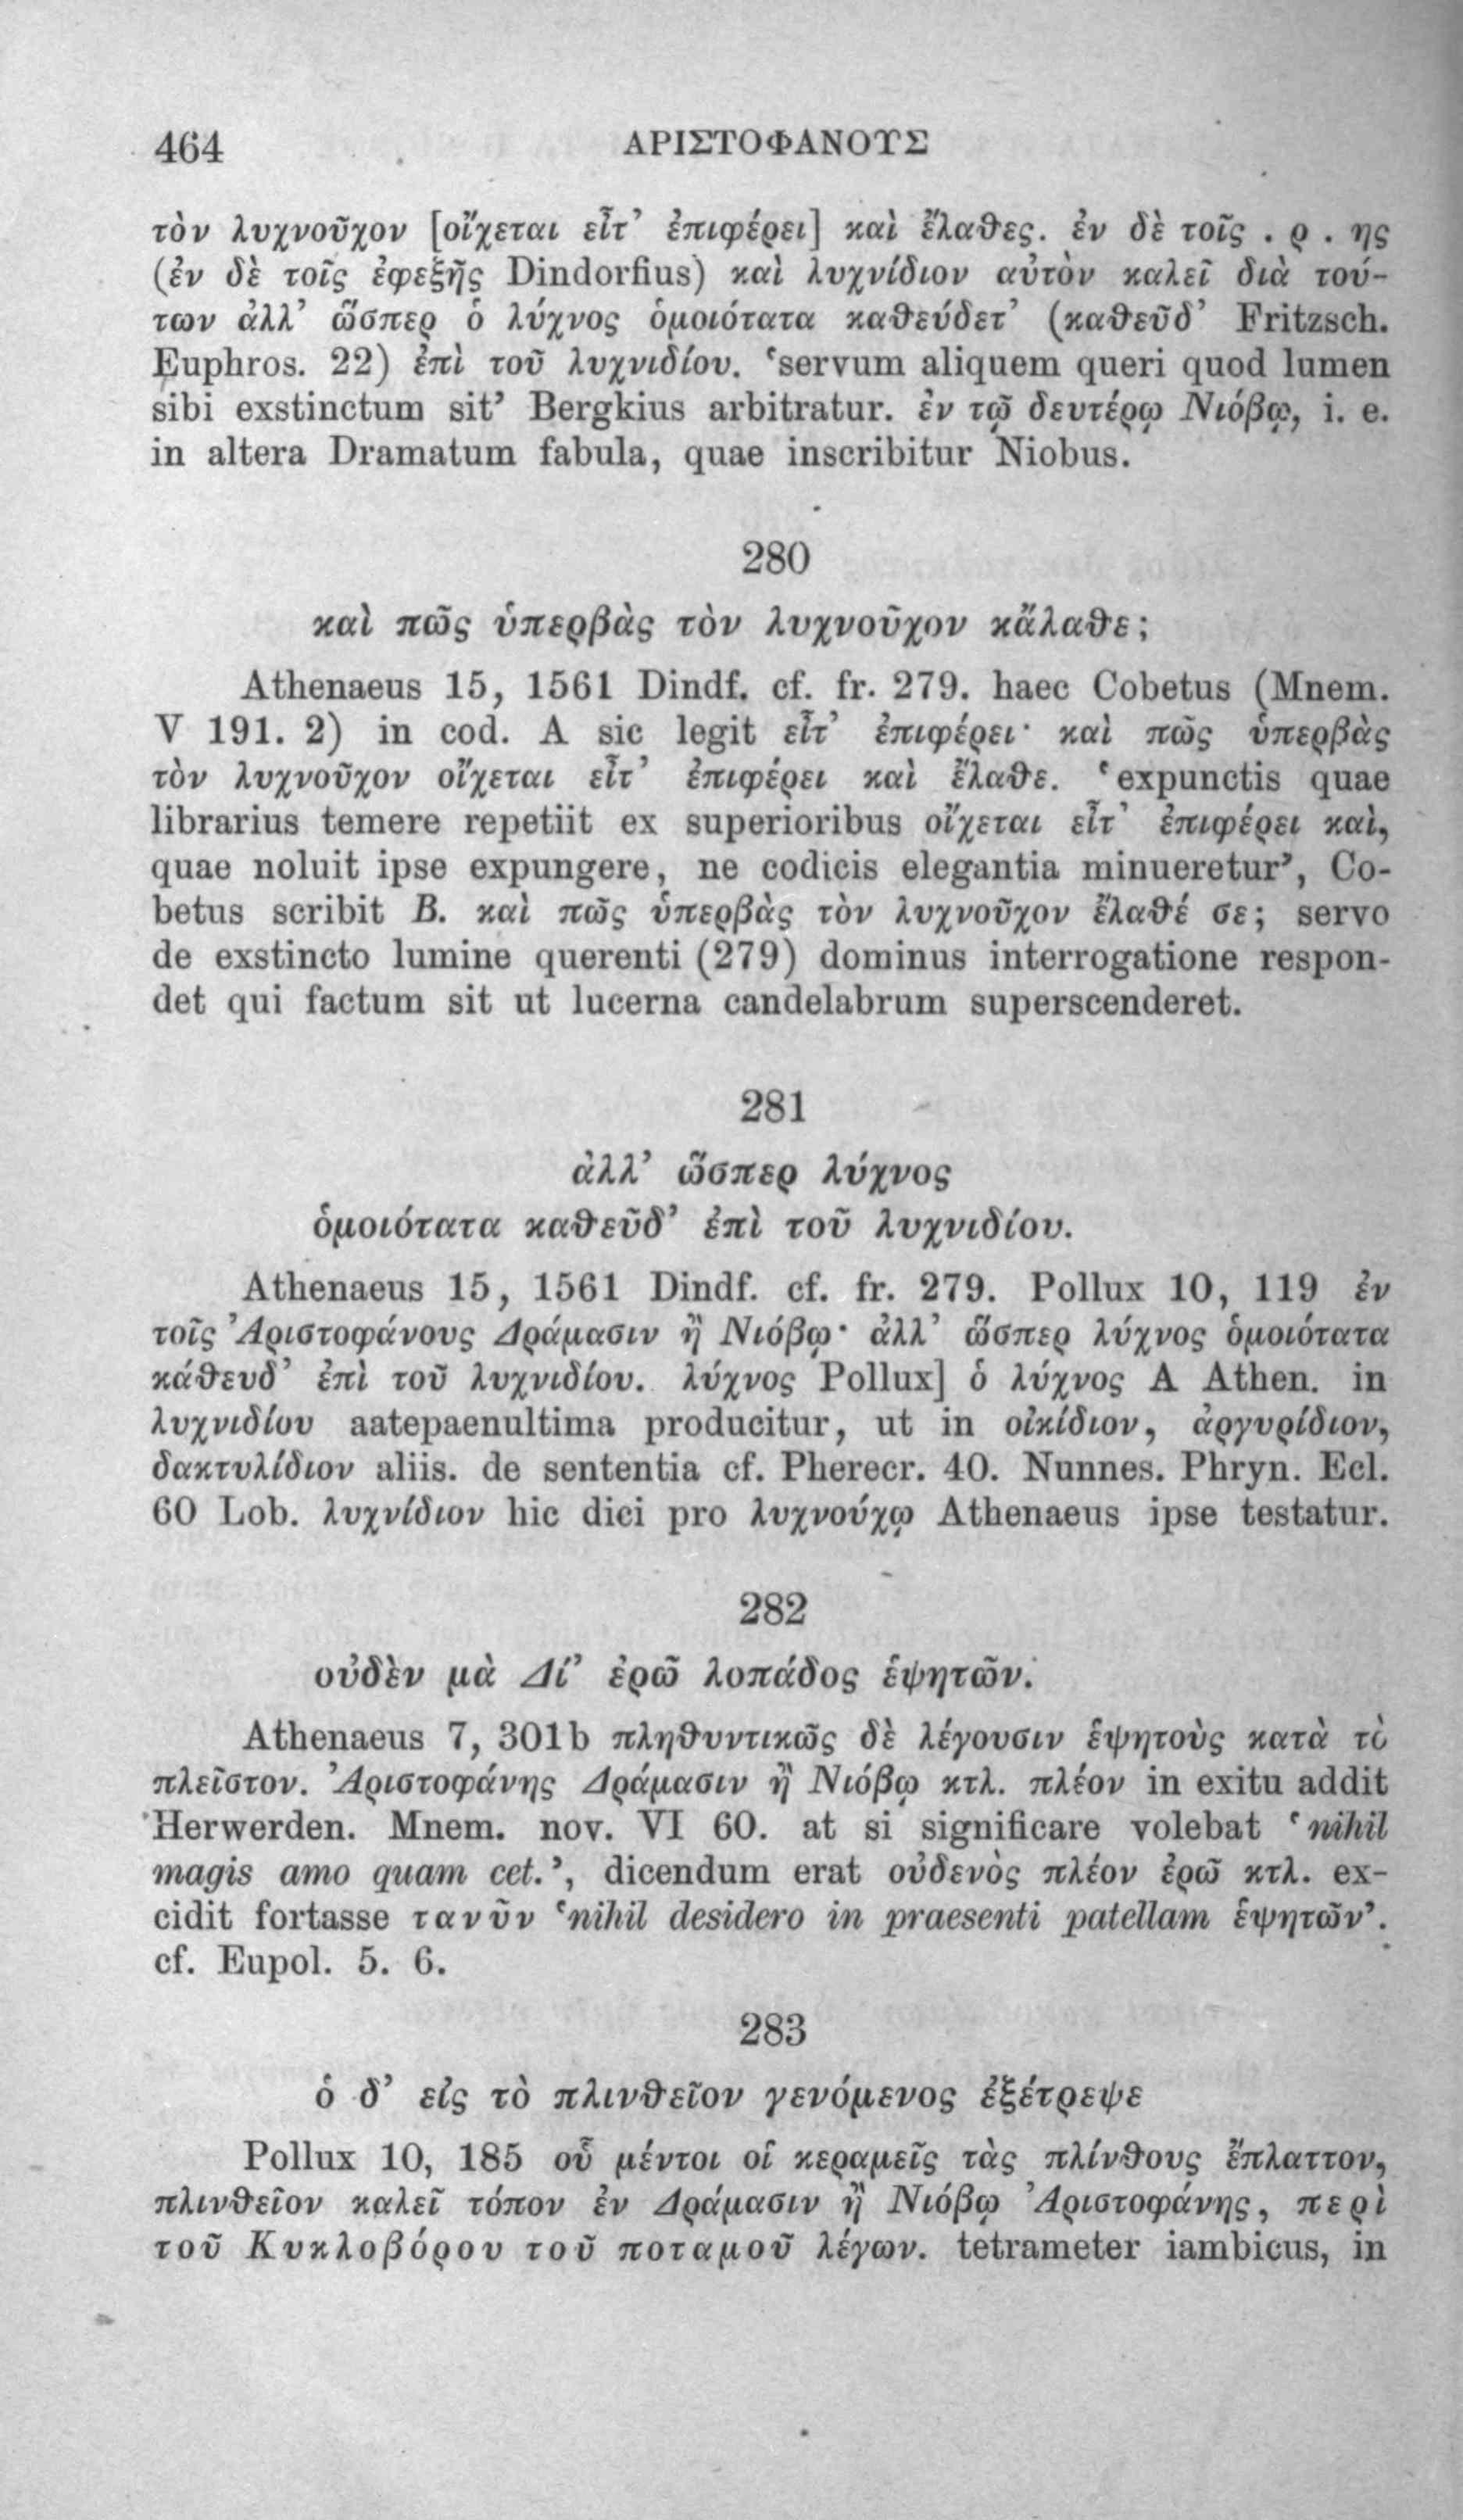 464 ΑΡΙΣΤΟΦΑΝΟΥΣ
τὸν λυχνοῦχον [οἴχεται εἶτ’ ἐπιφέρει] καὶ ἔλαθες. ἐν δὲ τοῖς . ρ . ης
(ἐν δὲ τοῖς ἐφεξῆς Dindorfius) καὶ λυχνίδιον αὐτὸν καλεῖ διὰ τού-
των ἀλλ’ ὥσπερ ὁ λύχνος ὁμοιότατα καθεύδετ’ (καθεῦδ’ Fritzsch.
Euphros. 22) ἐπὶ τοῦ λυχνιδίου. ‘servum aliquem queri quod lumen
sibi exstinctum sit’ Bergkius arbitratur. ἐν τῷ δευτέρῳ Νιόβῳ, i. e.
in altera Dramatum fabula, quae inscribitur Niobus.
280
καὶ πῶς ὑπερβὰς τὸν λυχνοῦχον κἄλαθε;
Athenaeus 15, 1561 Dindf. cf. fr. 279. haec Cobetus (Mnem.
V 191. 2) in cod. A sic legit εἶτ’ ἐπιφέρει· καὶ πῶς ὑπερβὰς
τὸν λυχνοῦχον οἴχεται εἶτ’ ἐπιφέρει καὶ ἔλαθε. ‘expunctis quae
librarius temere repetiit ex superioribus οἴχεται εἶτ’ ἐπιφέρει καὶ,
quae noluit ipse expungere, ne codicis elegantia minueretur’, Co-
betus scribit B. καὶ πῶς ὑπερβὰς τὸν λυχνοῦχον ἔλαθέ σε; servo
de exstincto lumine querenti (279) dominus interrogatione respon-
det qui factum sit ut lucerna candelabrum superscenderet.
281
ἀλλ’ ὥσπερ λύχνος
ὁμοιότατα καθεῦδ’ ἐπὶ τοῦ λυχνιδίου.
Athenaeus 15, 1561 Dindf. cf. fr. 279. Pollux 10, 119 ἐν
τοῖς Ἀριστοφάνους Δράμασιν ἢ Νιόβῳ· ἀλλ’ ὥσπερ λύχνος ὁμοιότατα
κάθευδ’ ἐπὶ τοῦ λυχνιδίου. λύχνος Pollux] ὁ λύχνος A Athen. in
λυχνιδίου aatepaenultima producitur, ut in οἰκίδιον, ἀργυρίδιον,
δακτυλίδιον aliis. de sententia cf. Pherecr. 40. Nunnes. Phryn. Ecl.
60 Lob. λυχνίδιον hic dici pro λυχνούχῳ Athenaeus ipse testatur.
282
οὐδὲν μὰ Δί’ ἐρῶ λοπάδος ἑψητῶν.
Athenaeus 7, 301b πληθυντικῶς δὲ λέγουσιν ἑψητοὺς κατὰ τὸ
πλεῖστον. Ἀριστοφάνης Δράμασιν ἢ Νιόβῳ κτλ. πλέον in exitu addit
Herwerden. Mnem. nov. VI 60. at si significare volebat ‘nihil
magis amo quam cet.’, dicendum erat οὐδενὸς πλέον ἐρῶ κτλ. ex-
cidit fortasse τανῦν ‘nihil desidero in praesenti patellam ἑψητῶν’.
cf. Eupol. 5. 6.
283
ὁ δ’ εἰς τὸ πλινθεῖον γενόμενος ἐξέτρεψε
Pollux 10, 185 οὗ μέντοι οἱ κεραμεῖς τὰς πλίνθους ἔπλαττον,
πλινθεῖον καλεῖ τόπον ἐν Δράμασιν ἢ Νιόβῳ Ἀριστοφάνης, περὶ
τοῦ Κυκλοβόρου τοῦ ποταμοῦ λέγων. tetrameter iambicus, in